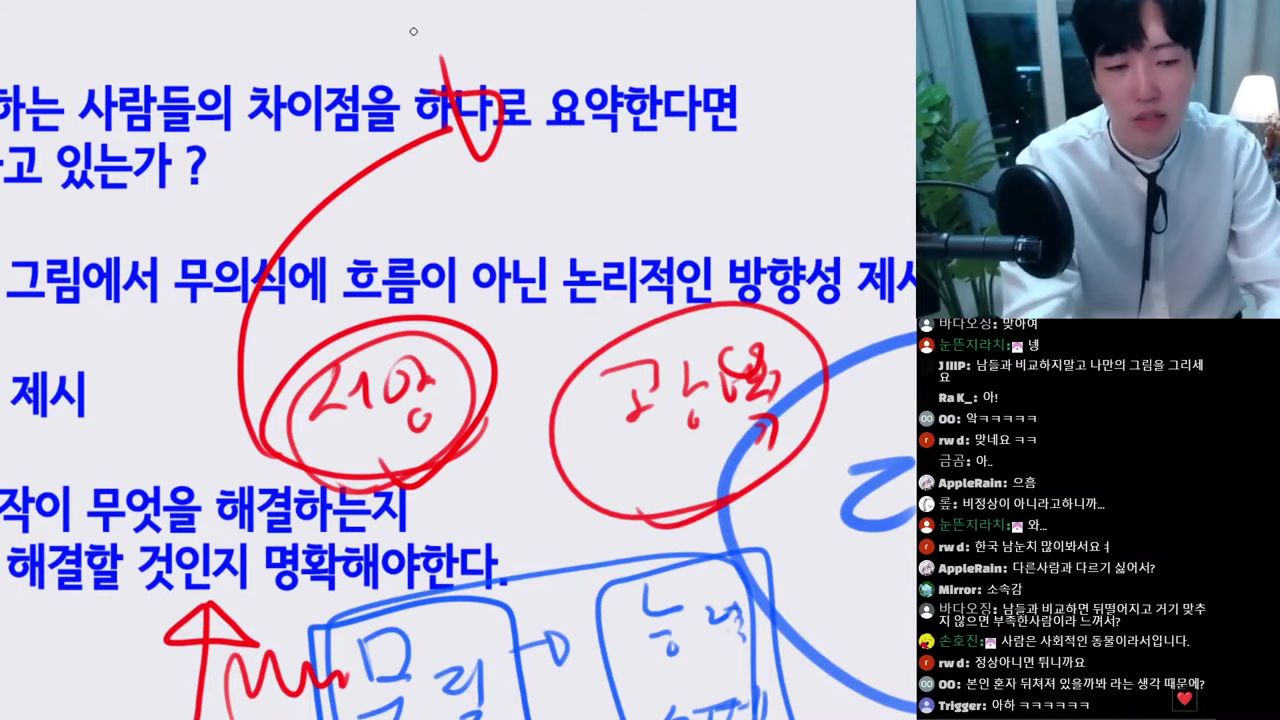 하는 사람들의 차이점을 하나로 요약한다면
고 있는가 ?
그림에서 무의식에 흐름이 아닌 논리적인 방향성 제시
제시
서양
광복
작이 무엇을 해결하는지
해결할 것인지 명확해야한다.
능력
바다오징: 맞아여
눈뜬지라치: 넹
JIIIP: 남들과 비교하지말고 나만의 그림을 그리세
요
Ra K_: 아!
OO: 악ㅋㅋㅋㅋㅋ
rw d: 맞네요 ㅋㅋ
금곰: 아..
AppleRain: 으흠
롶: 비정상이 아니라고하니까...
눈뜬지라치: 와...
rw d: 한국 남눈치 많이봐서요ㅕ
AppleRain: 다른사람과 다르기 싫어서?
Mirror: 소속감
바다오징: 남들과 비교하면 뒤떨어지고 거기 맞추
지 않으면 부족한사람이라 느껴서?
손호진: 사람은 사회적인 동물이라서입니다.
rw d: 정상아니면 튀니까요
OO: 본인 혼자 뒤쳐져 있을까봐 라는 생각 때문에?
Trigger: 아하 ㅋㅋㅋㅋㅋㅋ